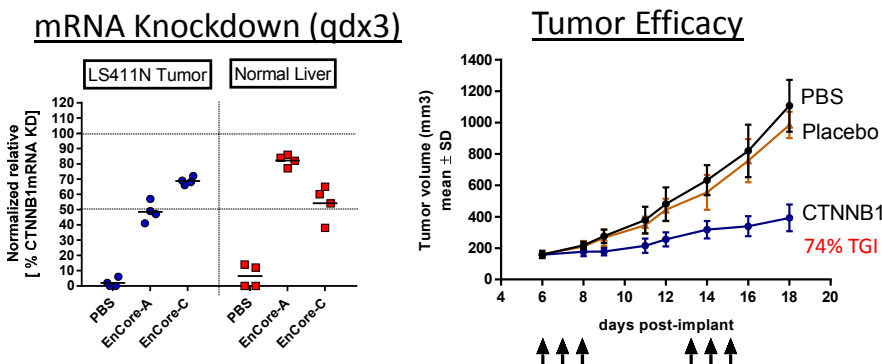 mRNA Knockdown (qdx3)
LS411N Tumor
Normal Liver
Normalized relative
[ % CTNNB1mRNA KD]
120
110
100
90
80
70
60
50
40
30
20
10
0
PBS
EnCore-A
EnCore-C
PBS
EnCore-A
EnCore-C
Tumor Efficacy
Tumor volume (mm3)
mean ± SD
1400
1200
1000
800
600
400
200
0
4
6
8
10
12
14
16
18
20
days post-implant
PBS
Placebo
CTNNB1
74% TGI